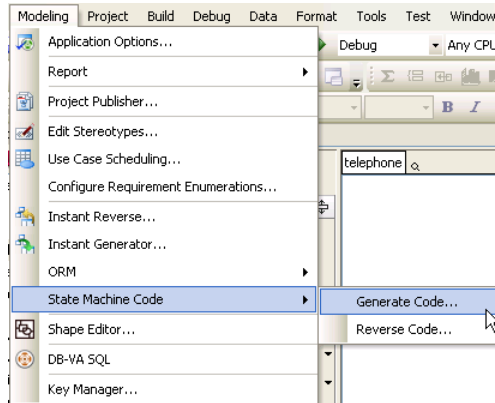 Modeling Project Build Debug Data Format Tools Test Window
Application Options...
Debug Any CPU
Report
Project Publisher...
B I
Edit Stereotypes...
Use Case Scheduling...
telephone
Configure Requirement Enumerations...
Instant Reverse...
Instant Generator...
ORM
State Machine Code
Generate Code...
Shape Editor...
Reverse Code...
DB-VA SQL
Key Manager...